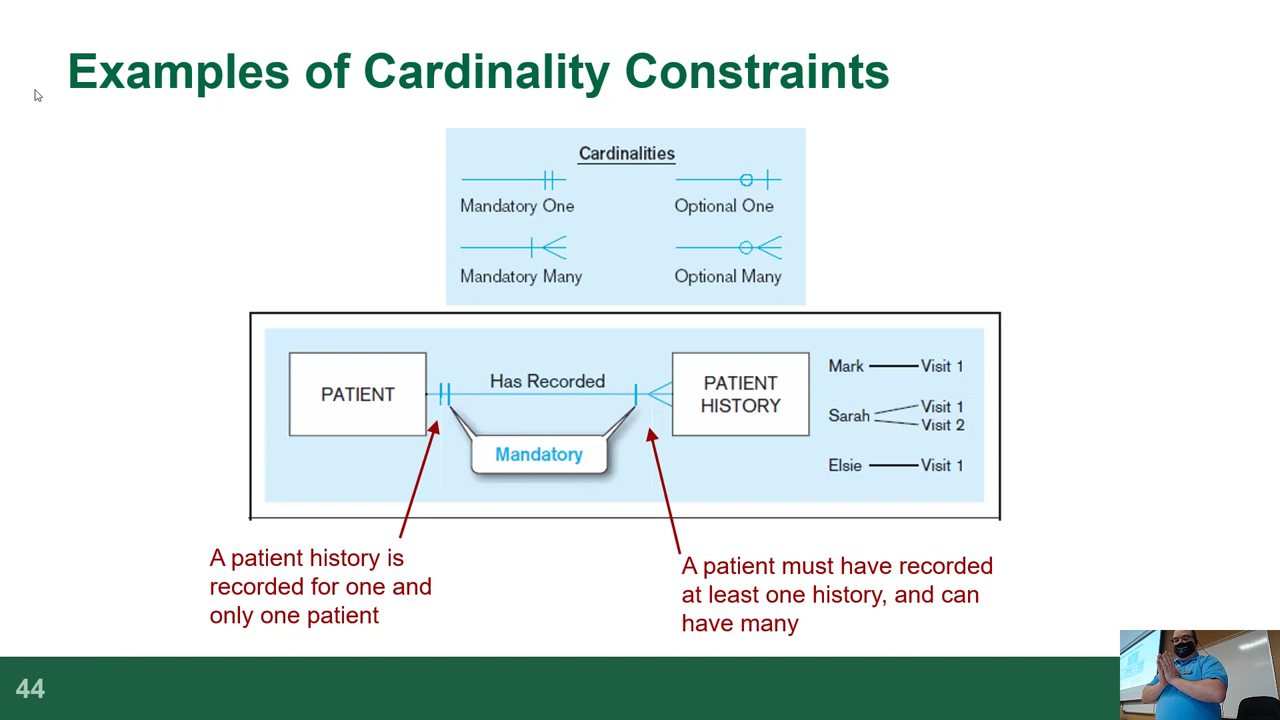 Examples of Cardinality Constraints
Cardinalities
Mandatory One
Optional One
Mandatory Many
Optional Many
PATIENT
Has Recorded
PATIENT
HISTORY
Mandatory
Mark
Visit 1
Sarah
Visit 1
Visit 2
Elsie
Visit 1
A patient history is
recorded for one and
only one patient
A patient must have recorded
at least one history, and can
have many
44